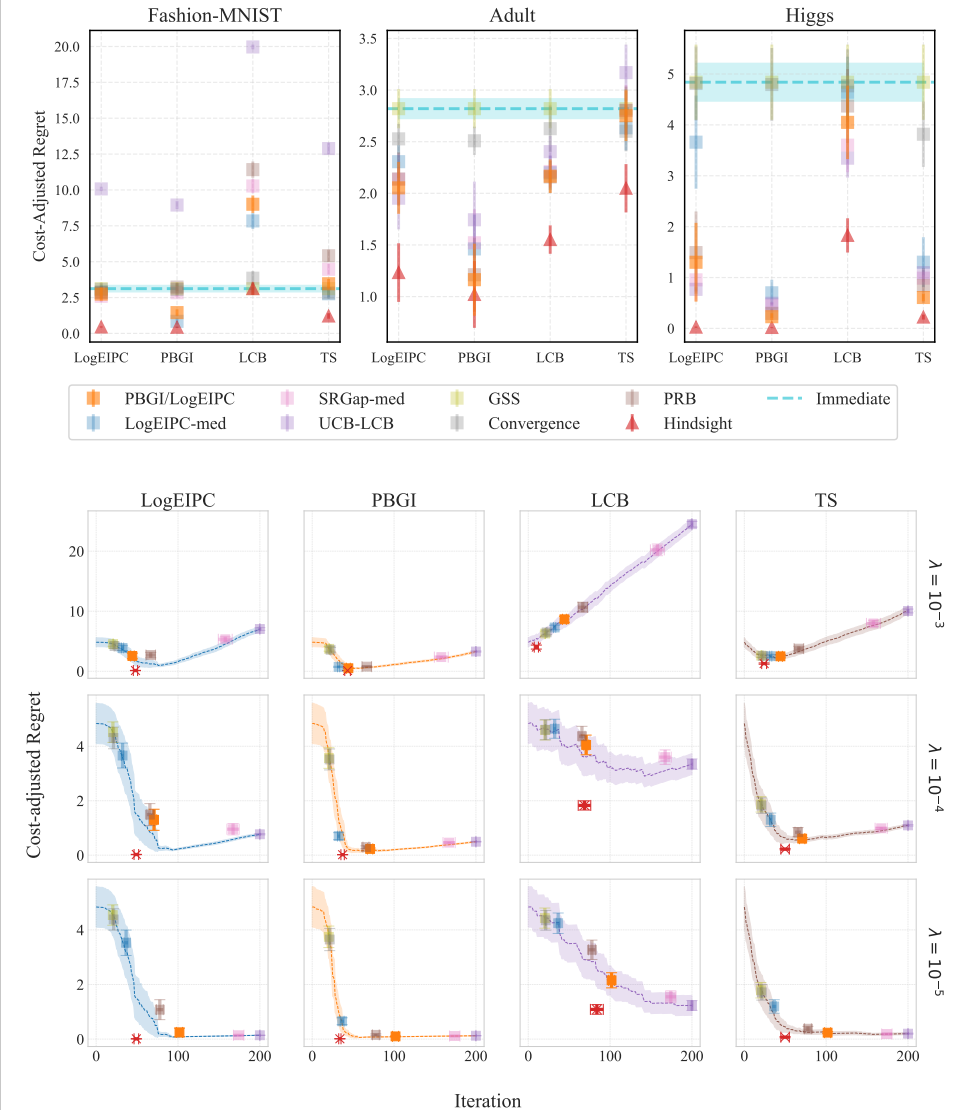 Fashion-MNIST Adult Higgs
Cost-Adjusted Regret
20.0
17.5
15.0
12.5
10.0
7.5
5.0
2.5
0.0
LogEIPC PBGI LCB TS
3.5
3.0
2.5
2.0
1.5
1.0
LogEIPC PBGI LCB TS
5
4
3
2
1
0
LogEIPC PBGI LCB TS
PBGI/LogEIPC SRGap-med GSS PRB Immediate
LogEIPC-med UCB-LCB Convergence Hindsight
LogEIPC PBGI LCB TS
Cost-adjusted Regret
20
10
0
λ = 10⁻³
4
2
0
λ = 10⁻⁴
4
2
0
λ = 10⁻⁵
0 100 200 0 100 200 0 100 200 0 100 200
Iteration